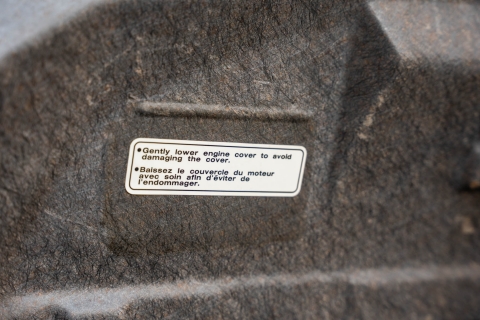 •Gently lower engine cover to avoid
damaging the cover.
•Baissez le couvercle du moteur
avec soin afin d'éviter de
l'endommager.